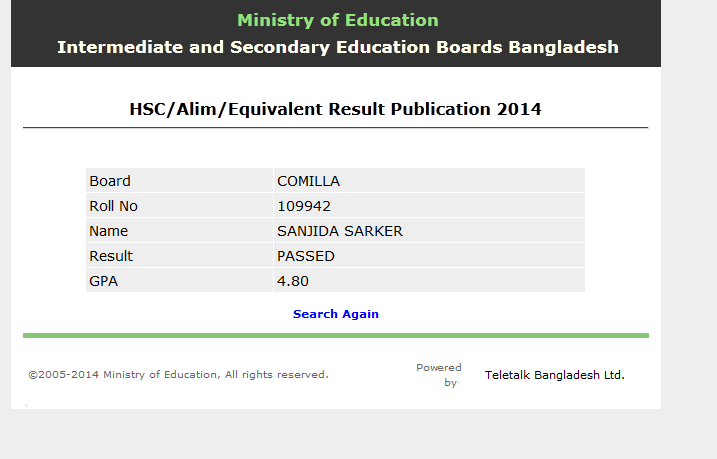 Ministry of Education
Intermediate and Secondary Education Boards Bangladesh
HSC/Alim/Equivalent Result Publication 2014
Board COMILLA
Roll No 109942
Name SANJIDA SARKER
Result PASSED
GPA 4.80
Search Again
©2005-2014 Ministry of Education, All rights reserved.
Powered by
Teletalk Bangladesh Ltd.